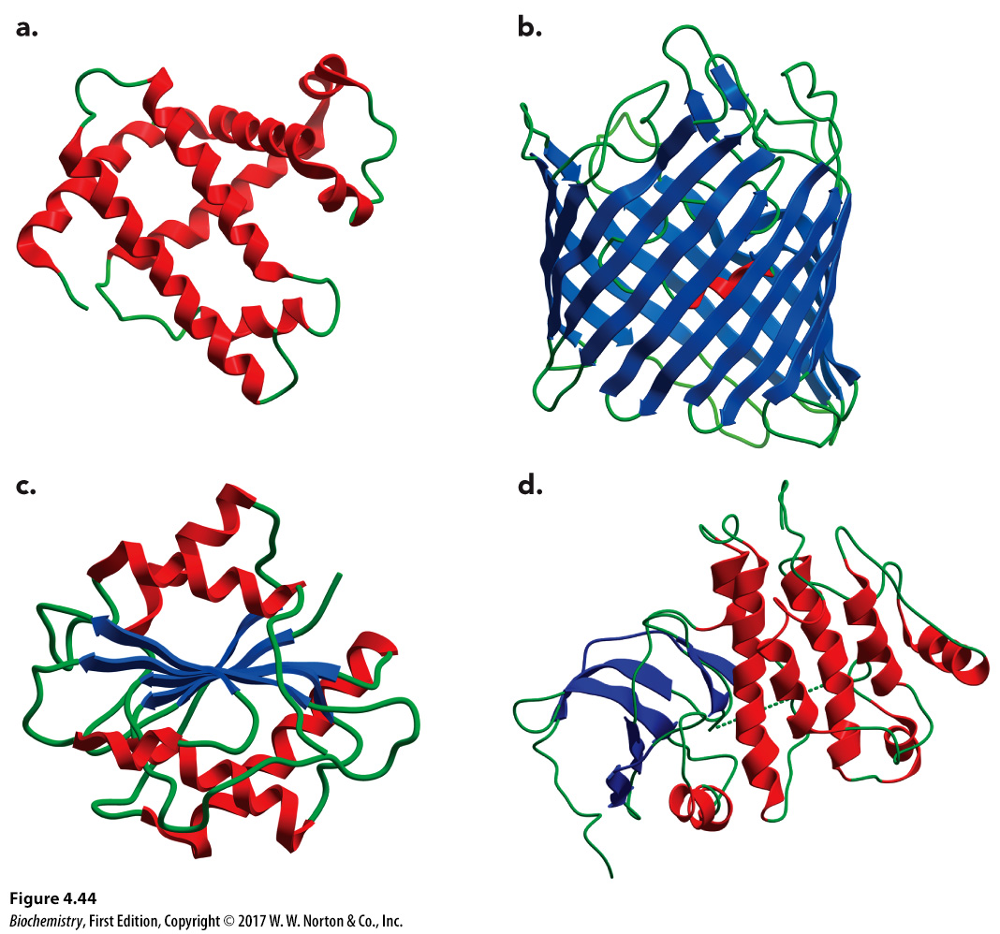 a.
b.
c.
d.
Figure 4.44
Biochemistry, First Edition, Copyright © 2017 W. W. Norton & Co., Inc.